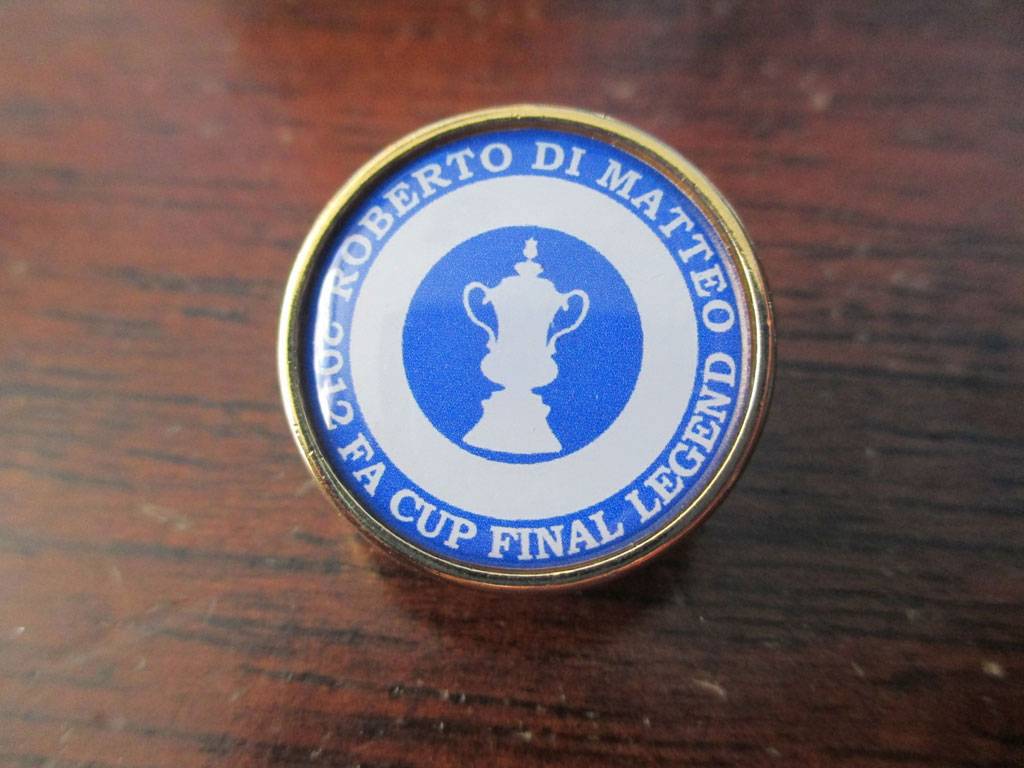 ROBERTO DI MATTEO
2012 FA CUP FINAL LEGEND